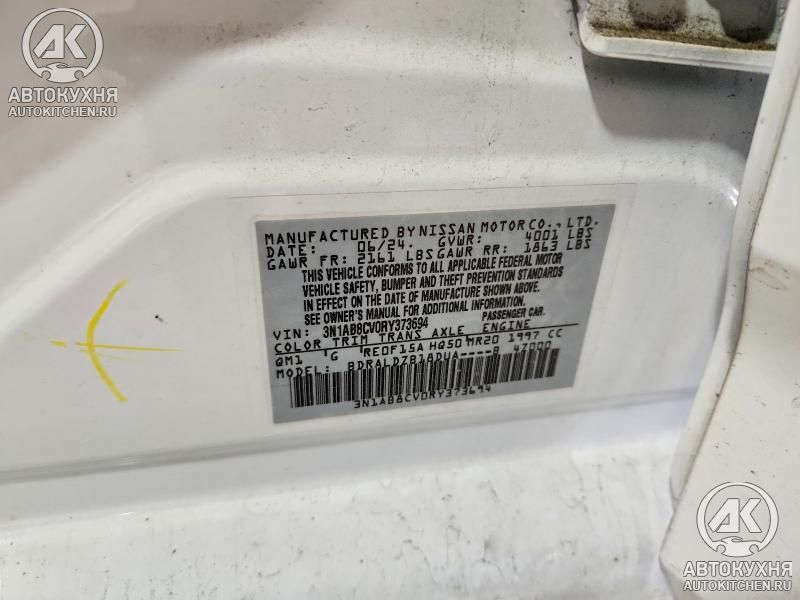 АК
АВТОКУХНЯ
AUTOKITCHEN.RU
MANUFACTURED BY NISSAN MOTOR CO., LTD.
DATE: 06/24. GVWR: 4001 LBS
GAWR FR: 2161 LBS GAWR RR: 1863 LBS
THIS VEHICLE CONFORMS TO ALL APPLICABLE FEDERAL MOTOR
VEHICLE SAFETY, BUMPER AND THEFT PREVENTION STANDARDS
IN EFFECT ON THE DATE OF MANUFACTURE SHOWN ABOVE.
SEE OWNER'S MANUAL FOR ADDITIONAL INFORMATION.
VIN: 3N1AB8CV0RY373694 PASSENGER CAR.
COLOR TRIM TRANS AXLE ENGINE
QM1 G RE0F15A HQ50 MR20 1997 CC
MODEL: BDRALDZB18DUA----B 4Z000
3N1AB8CV0RY373694
АК
АВТОКУХНЯ
AUTOKITCHEN.RU